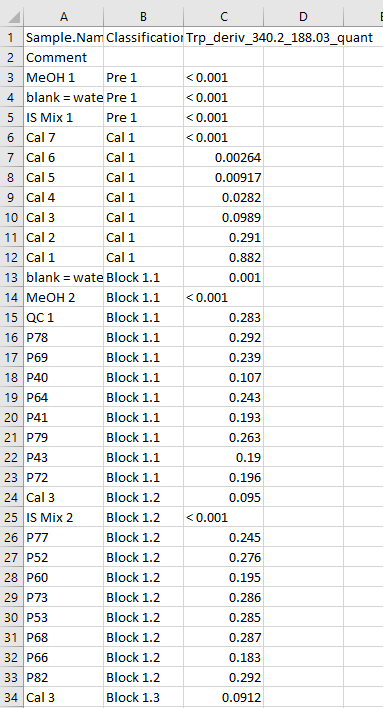 A B C D E
1 Sample.Nam Classification Trp_deriv_340.2_188.03_quant
2 Comment
3 MeOH 1 Pre 1 < 0.001
4 blank = wate Pre 1 < 0.001
5 IS Mix 1 Pre 1 < 0.001
6 Cal 7 Cal 1 < 0.001
7 Cal 6 Cal 1 0.00264
8 Cal 5 Cal 1 0.00917
9 Cal 4 Cal 1 0.0282
10 Cal 3 Cal 1 0.0989
11 Cal 2 Cal 1 0.291
12 Cal 1 Cal 1 0.882
13 blank = wate Block 1.1 0.001
14 MeOH 2 Block 1.1 < 0.001
15 QC 1 Block 1.1 0.283
16 P78 Block 1.1 0.292
17 P69 Block 1.1 0.239
18 P40 Block 1.1 0.107
19 P64 Block 1.1 0.243
20 P41 Block 1.1 0.193
21 P79 Block 1.1 0.263
22 P43 Block 1.1 0.19
23 P72 Block 1.1 0.196
24 Cal 3 Block 1.2 0.095
25 IS Mix 2 Block 1.2 < 0.001
26 P77 Block 1.2 0.245
27 P52 Block 1.2 0.276
28 P60 Block 1.2 0.195
29 P73 Block 1.2 0.286
30 P53 Block 1.2 0.285
31 P68 Block 1.2 0.287
32 P66 Block 1.2 0.183
33 P82 Block 1.2 0.292
34 Cal 3 Block 1.3 0.0912